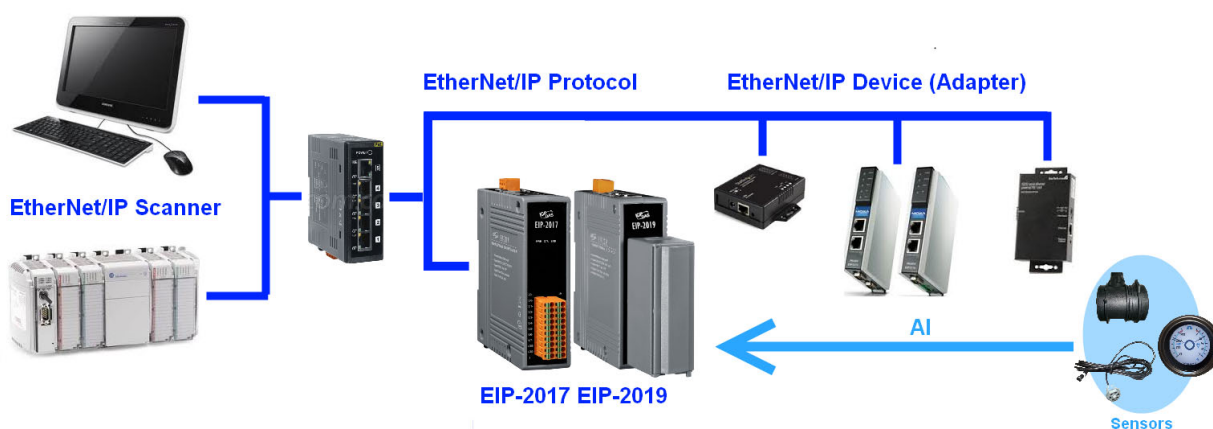 EtherNet/IP Protocol
EtherNet/IP Device (Adapter)
EtherNet/IP Scanner
EIP-2017
EIP-2019
AI
EIP-2017 EIP-2019
Sensors